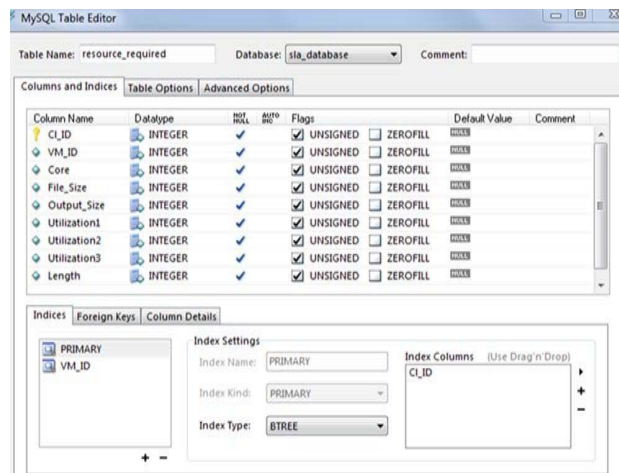 MySQL Table Editor
Table Name: resource_required Database: sla_database Comment:
Columns and Indices Table Options Advanced Options
Column Name Datatype NOT NULL AUTO INC Flags Default Value Comment
CI_ID INTEGER UNSIGNED ZEROFILL NULL
VM_ID INTEGER UNSIGNED ZEROFILL NULL
Core INTEGER UNSIGNED ZEROFILL NULL
File_Size INTEGER UNSIGNED ZEROFILL NULL
Output_Size INTEGER UNSIGNED ZEROFILL NULL
Utilization1 INTEGER UNSIGNED ZEROFILL NULL
Utilization2 INTEGER UNSIGNED ZEROFILL NULL
Utilization3 INTEGER UNSIGNED ZEROFILL NULL
Length INTEGER UNSIGNED ZEROFILL NULL
Indices Foreign Keys Column Details
PRIMARY
VM_ID
Index Settings
Index Name: PRIMARY
Index Kind: PRIMARY
Index Type: BTREE
Index Columns (Use Drag'n'Drop)
CI_ID